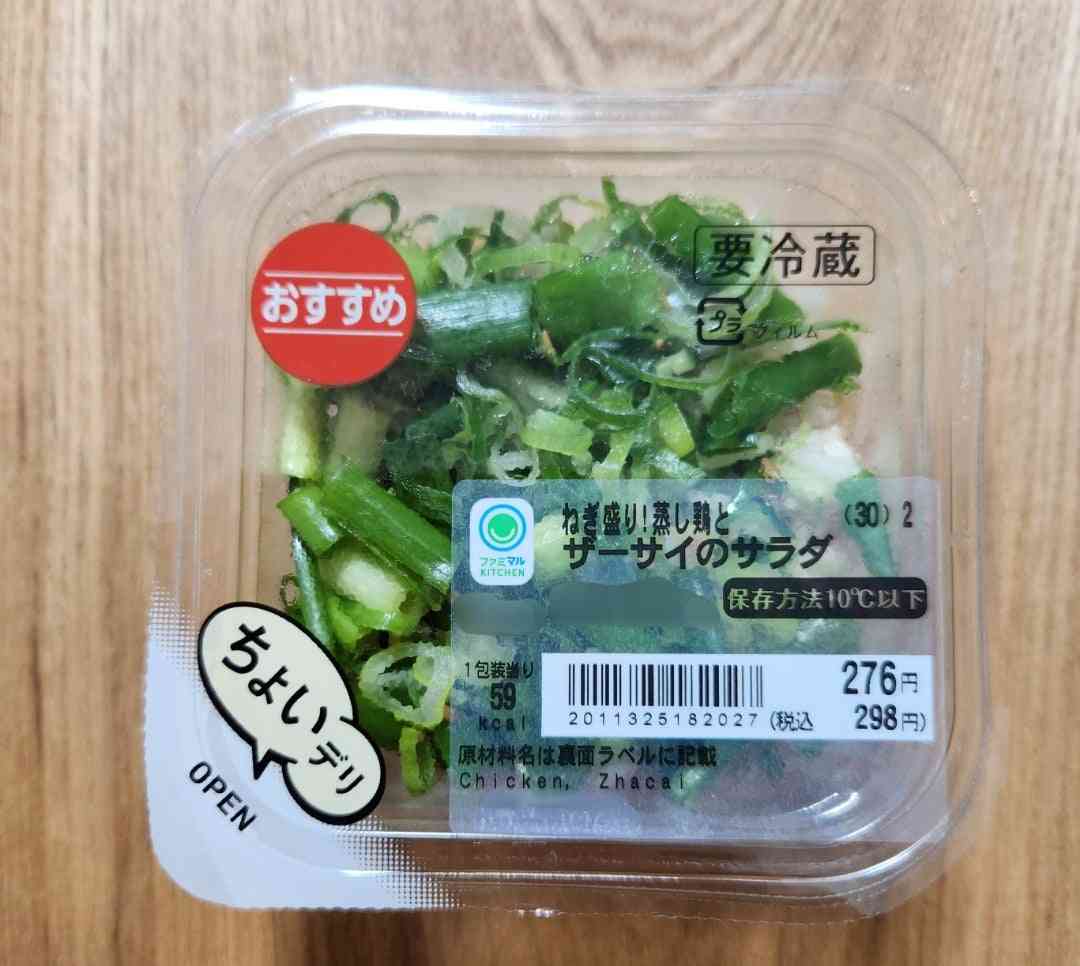 おすすめ
要冷蔵
プラ フィルム
ねぎ盛り!蒸し鶏と (30) 2
ザーサイのサラダ
ファミマル
KITCHEN
保存方法10℃以下
1包装当り
59
kcal
276円
2011325182027 (税込 298円)
原材料名は裏面ラベルに記載
Chicken, Zhacai
ちょい
デリ
OPEN